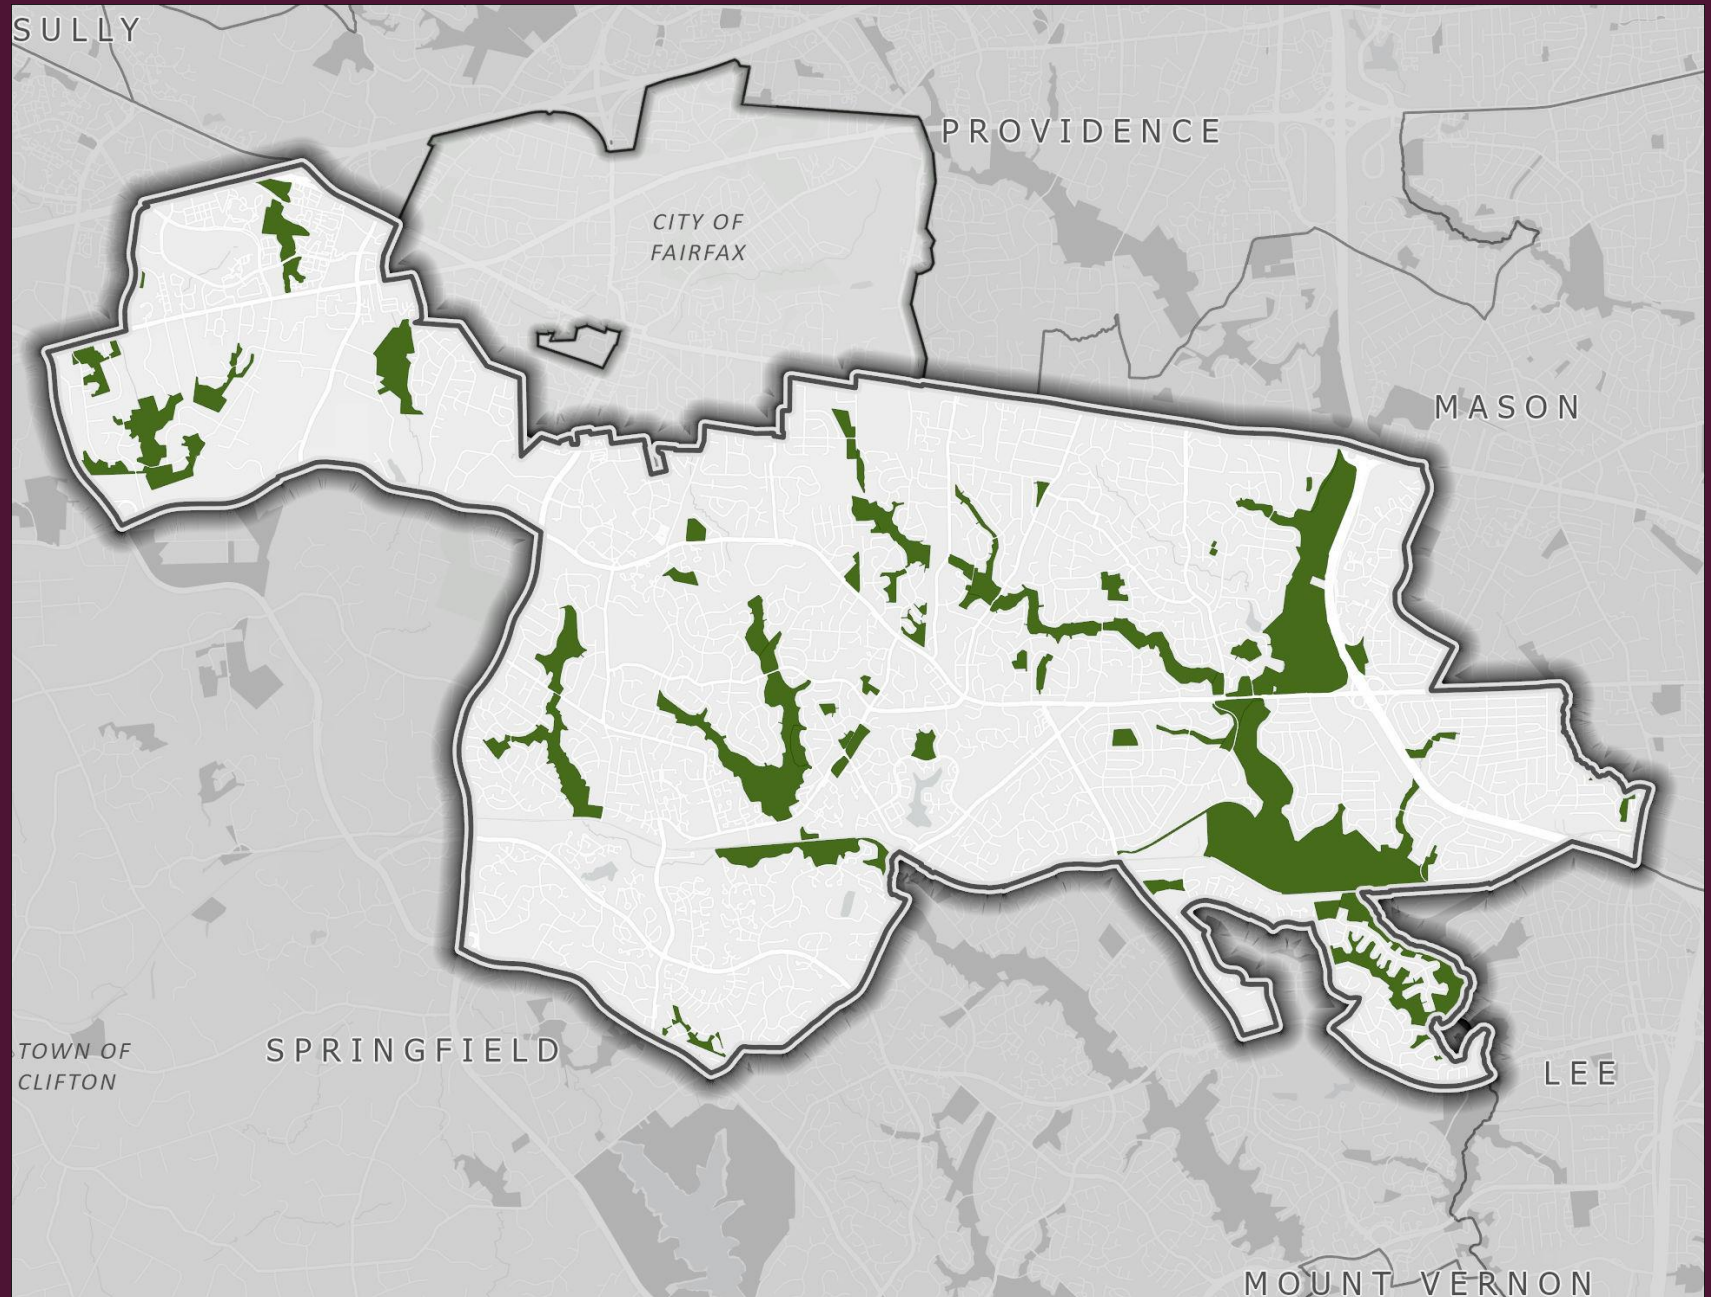 SULLY
PROVIDENCE
CITY OF
FAIRFAX
MASON
SPRINGFIELD
TOWN OF
CLIFTON
LEE
MOUNT VERNON